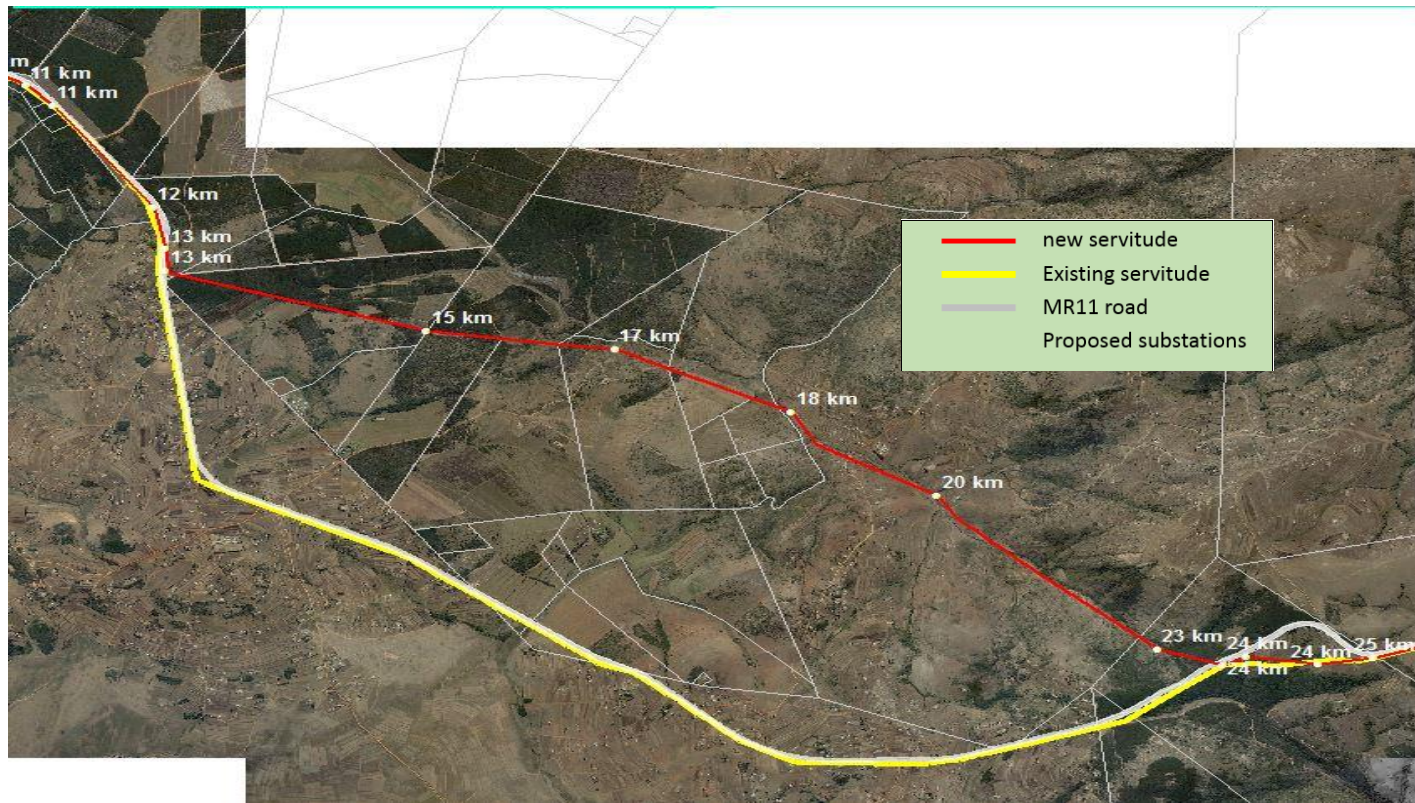 m
11 km
11 km
12 km
13 km
13 km
15 km
17 km
18 km
20 km
23 km
24 km
24 km
24 km
25 km
new servitude
Existing servitude
MR11 road
Proposed substations